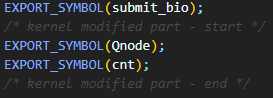 EXPORT_SYMBOL(submit_bio);
/* kernel modified part - start */
EXPORT_SYMBOL(Qnode);
EXPORT_SYMBOL(cnt);
/* kernel modified part - end */